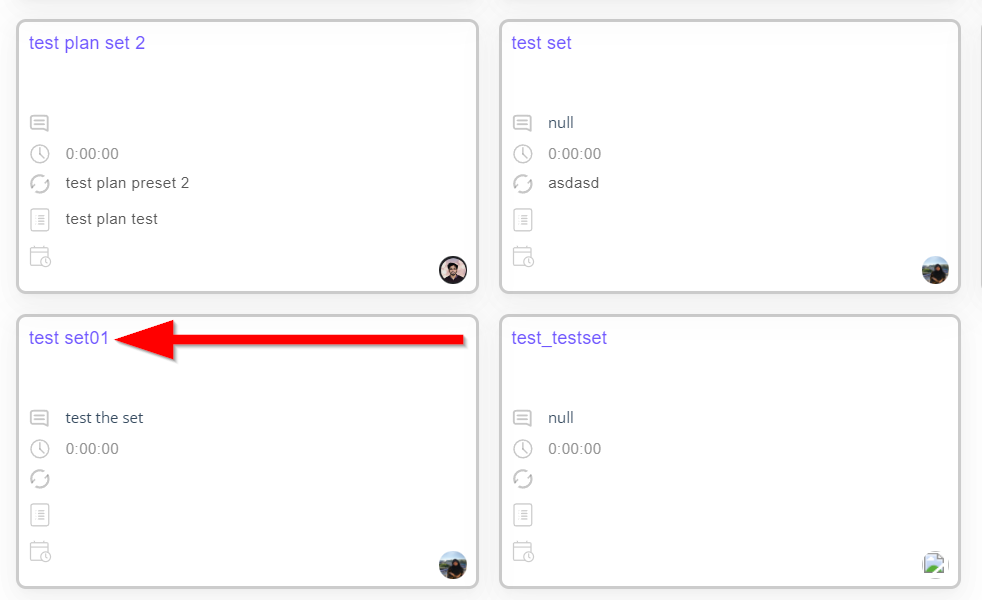 test plan set 2
0:00:00
test plan preset 2
test plan test
test set
null
0:00:00
asdasd
test set01
test the set
0:00:00
test_testset
null
0:00:00